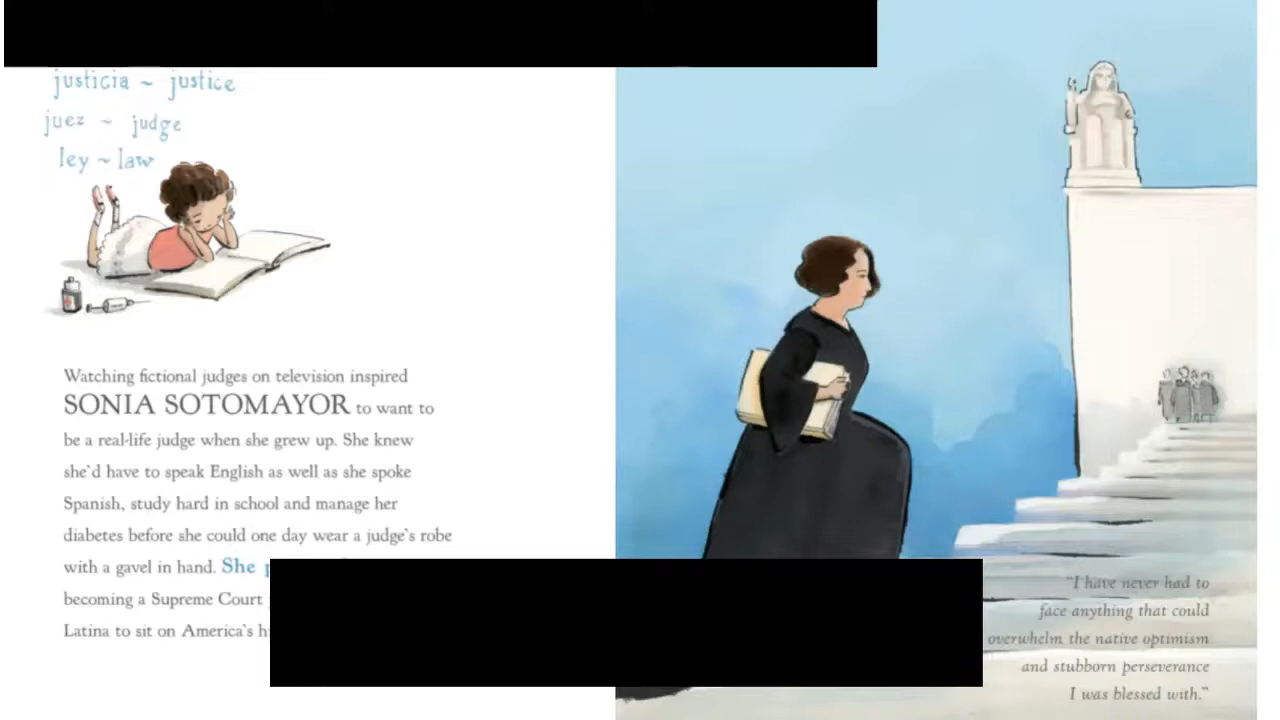 justicia ~ justice
juez ~ judge
ley ~ law
Watching fictional judges on television inspired
SONIA SOTOMAYOR to want to
be a real-life judge when she grew up. She knew
she'd have to speak English as well as she spoke
Spanish, study hard in school and manage her
diabetes before she could one day wear a judge's robe
with a gavel in hand. She
becoming a Supreme Court
Latina to sit on America's
"I have never had to
face anything that could
overwhelm the native optimism
and stubborn perseverance
I was blessed with."